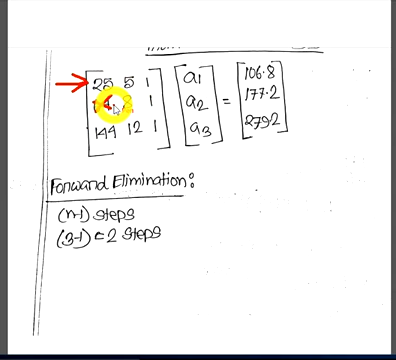 25 5 1 a1 106.8
8 1 a2 = 177.2
144 12 1 a3 279.2
Forward Elimination:
(n-1) steps
(3-1) = 2 steps